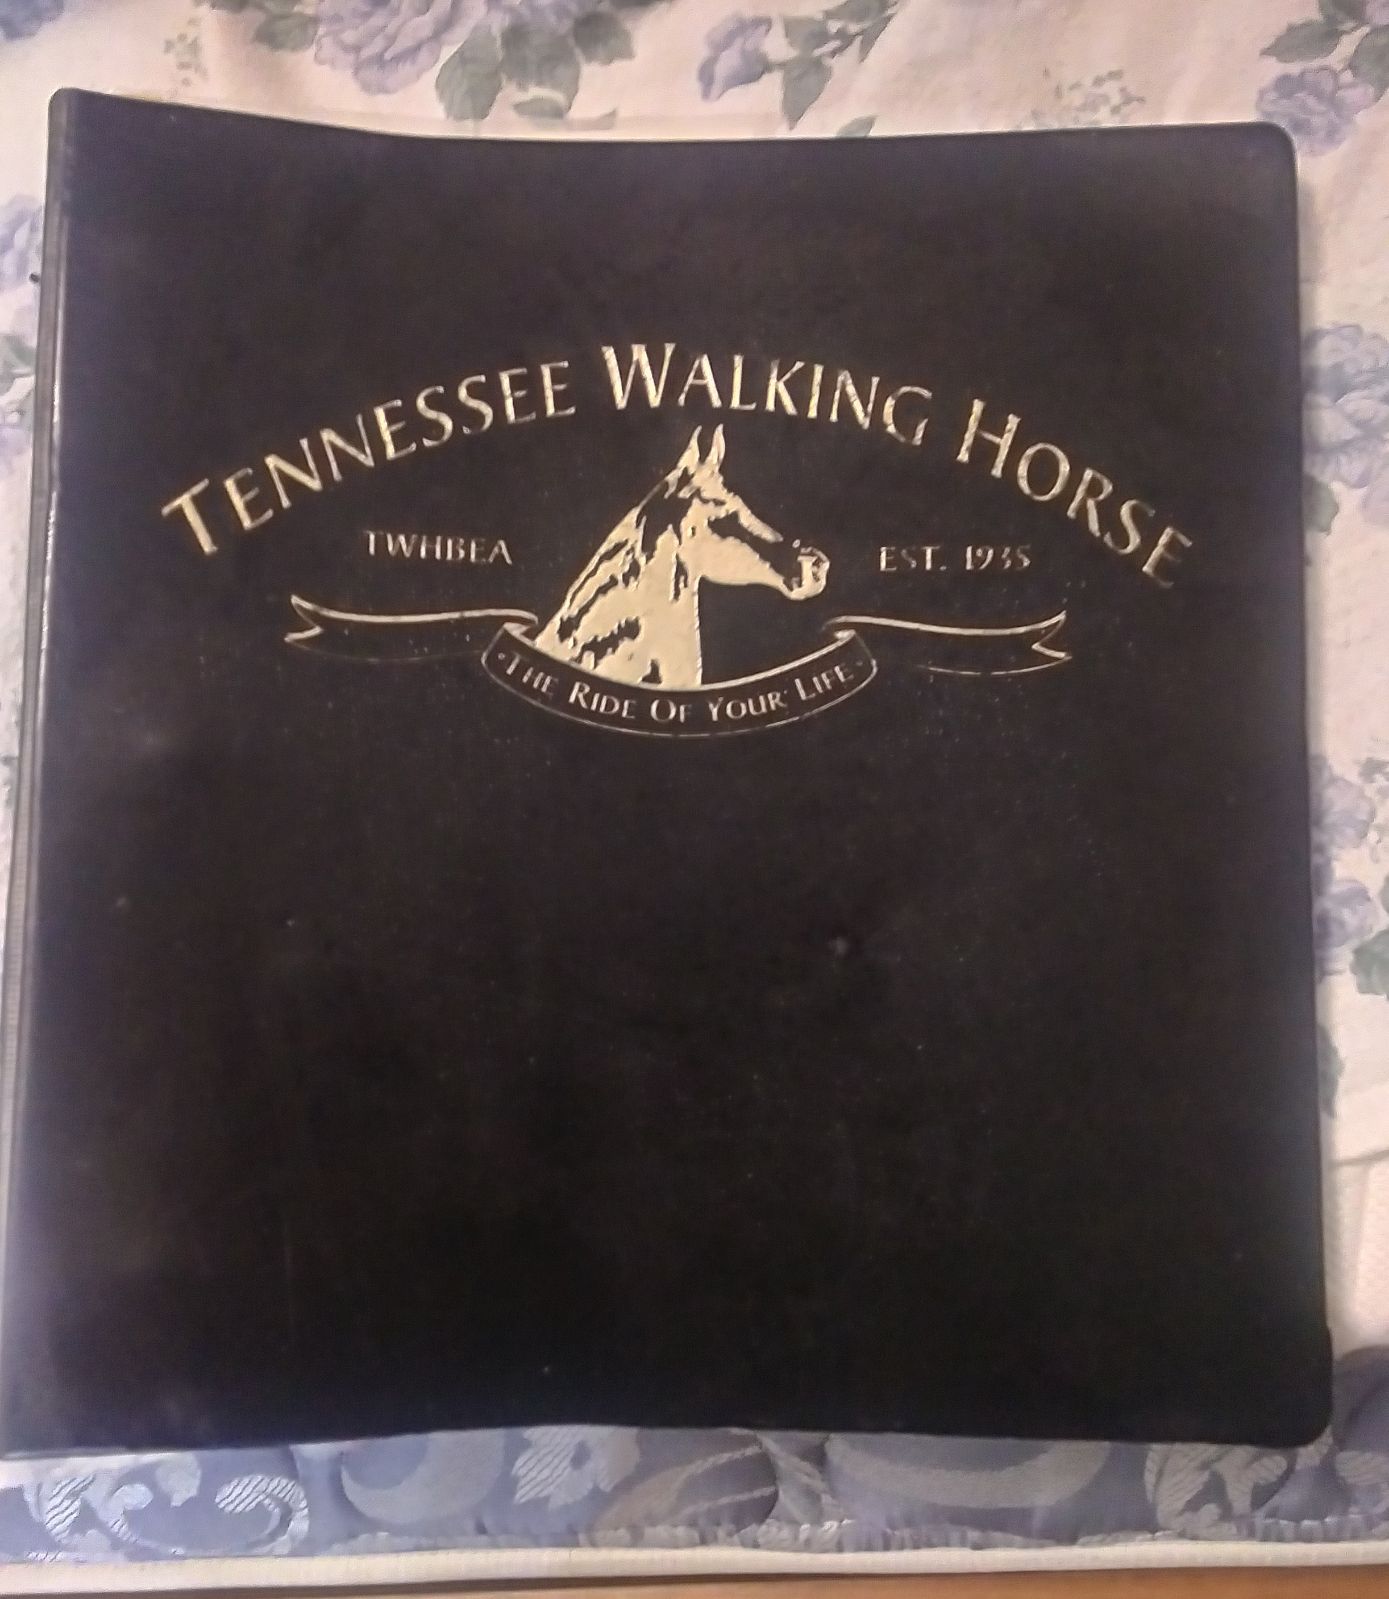 TENNESSEE WALKING HORSE
TWHBEA
EST. 1935
· THE RIDE OF YOUR LIFE ·